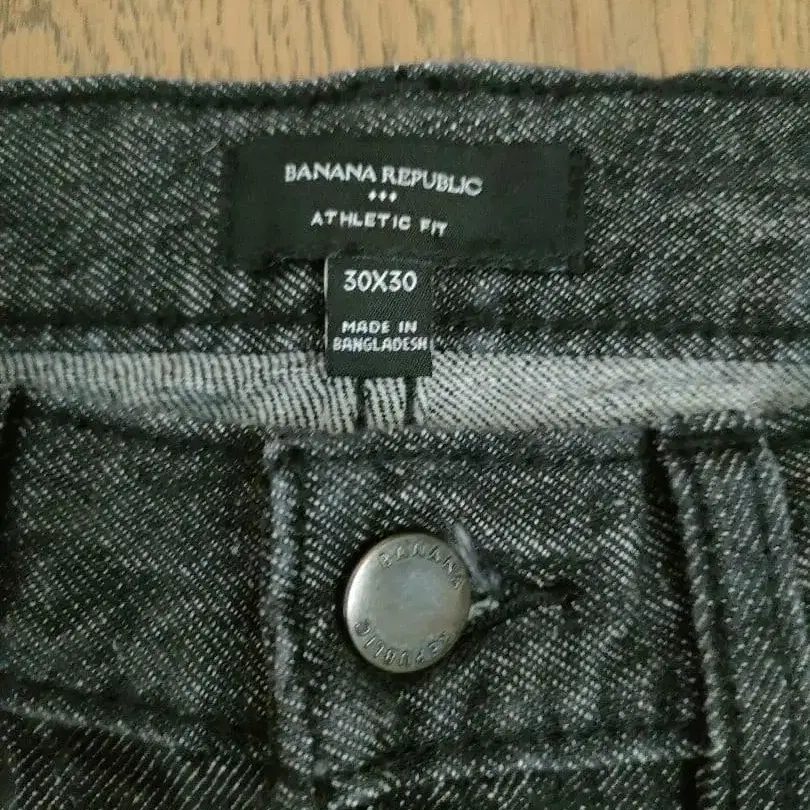 BANANA REPUBLIC
ATHLETIC FIT
30X30
MADE IN
BANGLADESH
BANANA
REPUBLIC